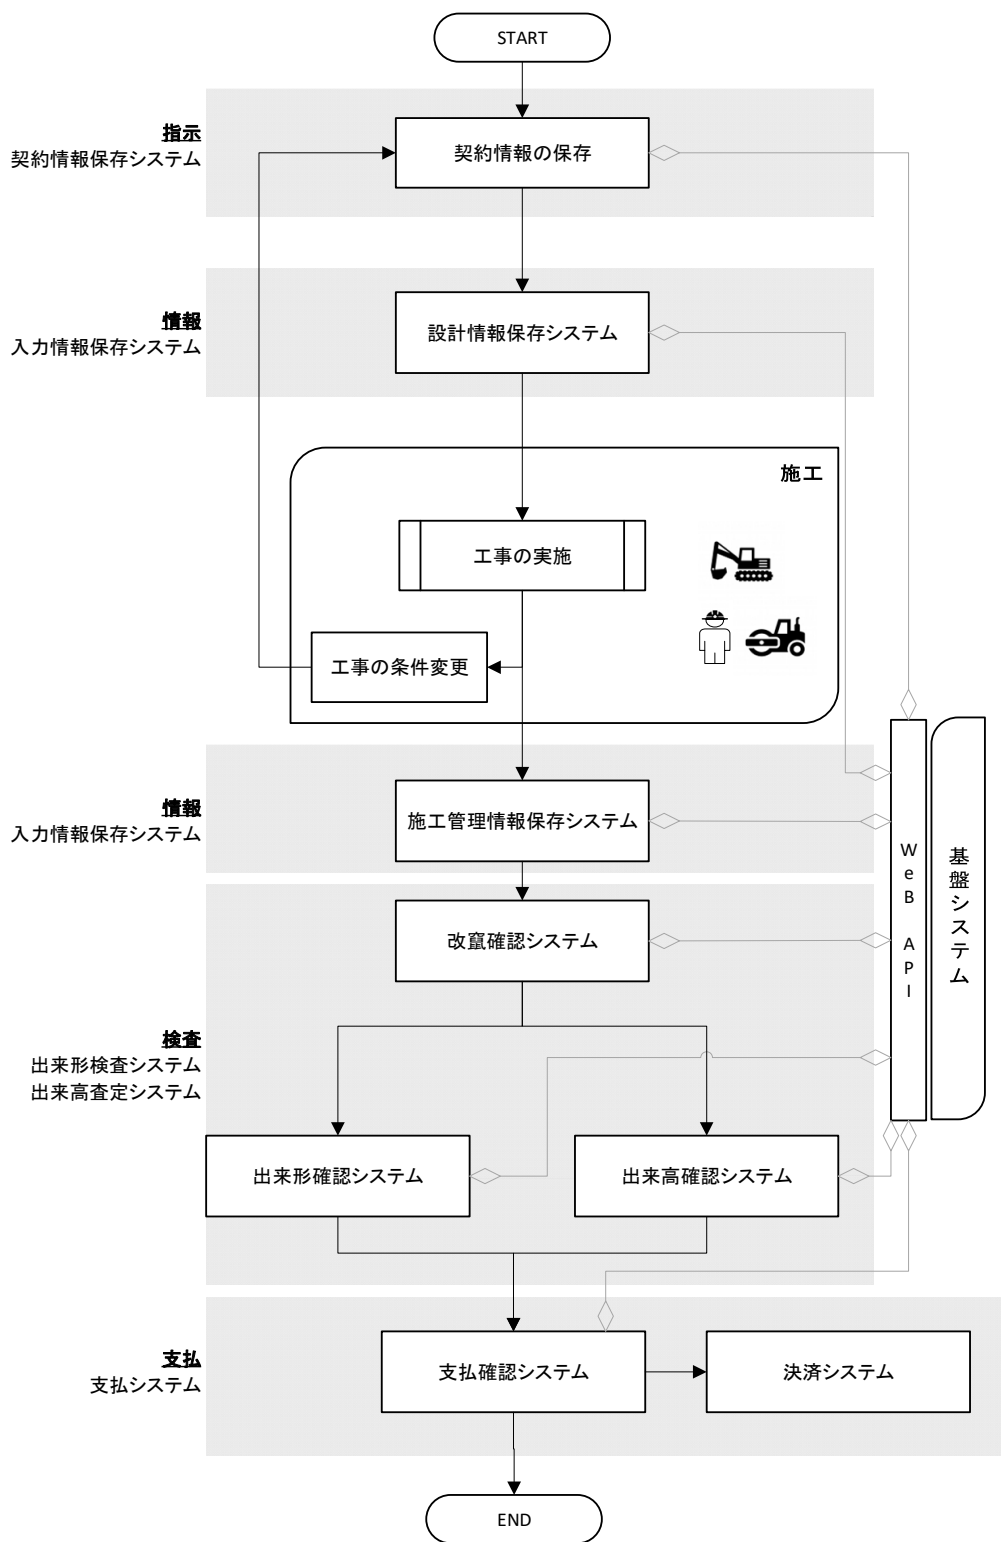 START
指示
契約情報保存システム
契約情報の保存
情報
入力情報保存システム
設計情報保存システム
施工
工事の実施
工事の条件変更
情報
入力情報保存システム
施工管理情報保存システム
WeB API
基盤システム
改竄確認システム
検査
出来形検査システム
出来高査定システム
出来形確認システム
出来高確認システム
支払
支払システム
支払確認システム
決済システム
END